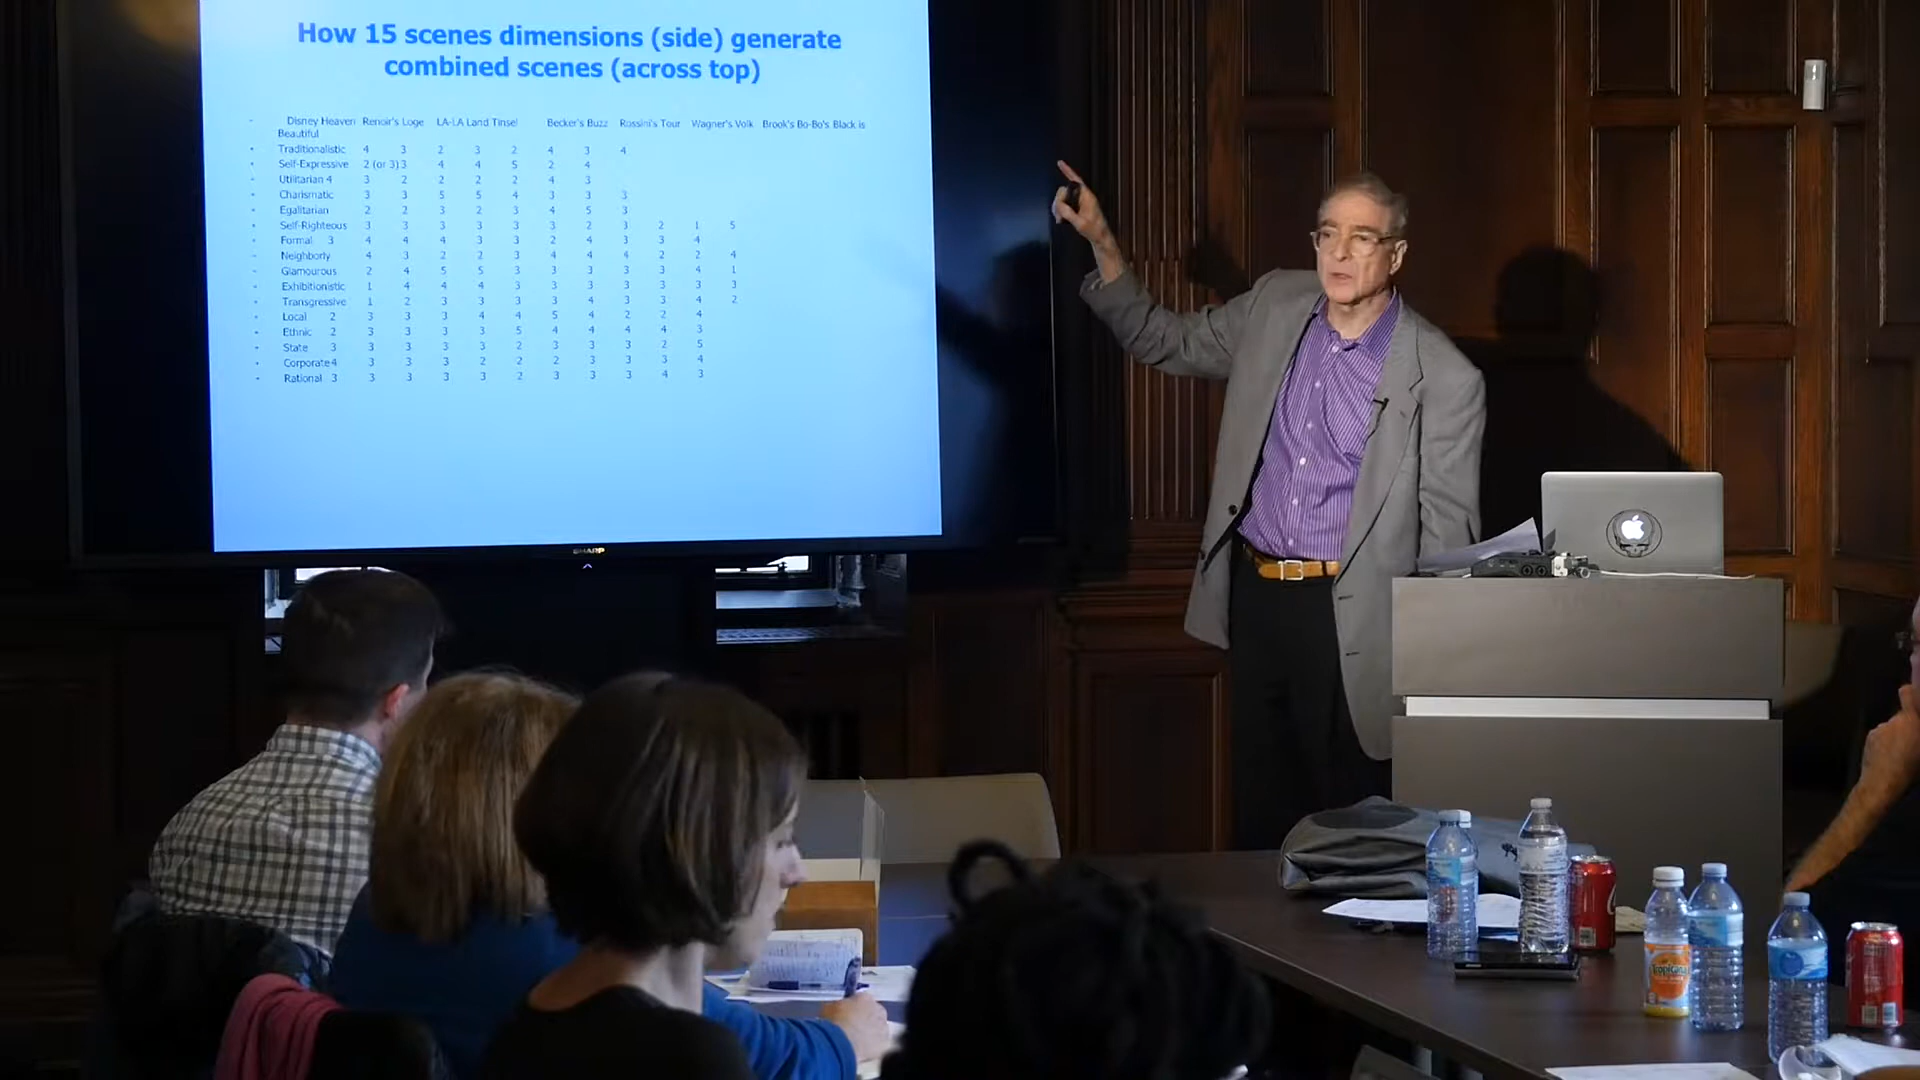 How 15 scenes dimensions (side) generate
combined scenes (across top)
- Disney Heaven Renoir's Loge LA-LA Land Tinsel Becker's Buzz Rossini's Tour Wagner's Volk Brook's Bo-Bo's Black is
Beautiful
• Traditionalistic 4 3 2 3 2 4 3 4
• Self-Expressive 2 (or 3) 3 4 4 5 2 4
• Utilitarian 4 3 2 2 2 2 4 3
• Charismatic 3 3 5 5 4 3 3 3
• Egalitarian 2 2 3 2 3 4 5 3
• Self-Righteous 3 3 3 3 3 3 2 3 2 1 5
• Formal 3 4 4 4 3 3 2 4 3 3 4
• Neighborly 4 3 2 2 3 4 4 4 2 2 4
• Glamourous 2 4 5 5 3 3 3 3 3 4 1
• Exhibitionistic 1 4 4 4 3 3 3 3 3 3 3
• Transgressive 1 2 3 3 3 3 4 3 3 4 2
• Local 2 3 3 3 4 4 5 4 2 2 4
• Ethnic 2 3 3 3 3 5 4 4 4 4 3
• State 3 3 3 3 3 2 3 3 3 2 5
• Corporate 4 3 3 3 2 2 2 3 3 3 4
• Rational 3 3 3 3 3 2 3 3 3 4 3
SHARP
Tropicana